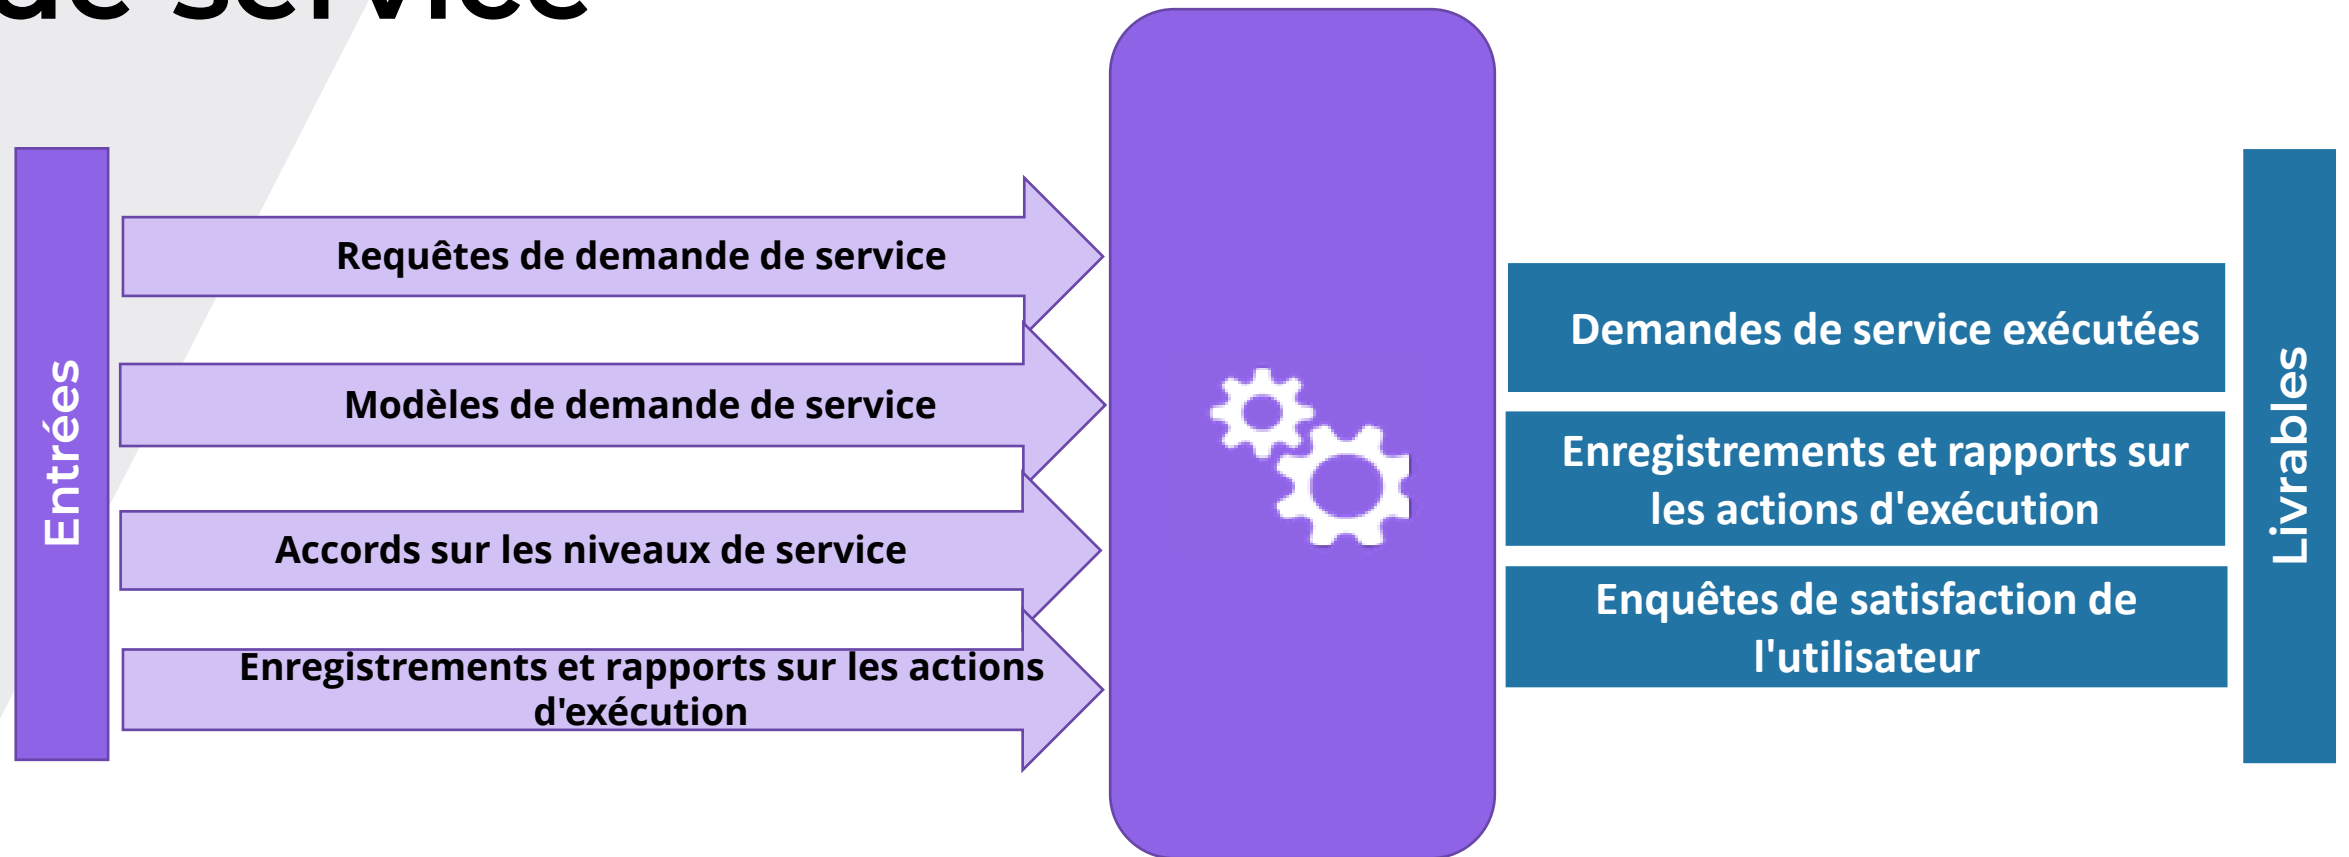 de service
Entrées
Requêtes de demande de service
Modèles de demande de service
Accords sur les niveaux de service
Enregistrements et rapports sur les actions
d'exécution
Demandes de service exécutées
Enregistrements et rapports sur
les actions d'exécution
Enquêtes de satisfaction de
l'utilisateur
Livrables